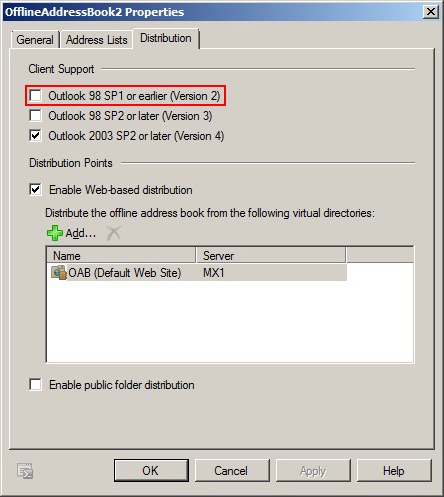 OfflineAddressBook2 Properties
General Address Lists Distribution
Client Support
Outlook 98 SP1 or earlier (Version 2)
Outlook 98 SP2 or later (Version 3)
Outlook 2003 SP2 or later (Version 4)
Distribution Points
Enable Web-based distribution
Distribute the offline address book from the following virtual directories:
Add...
Name Server
OAB (Default Web Site) MX1
Enable public folder distribution
OK Cancel Apply Help